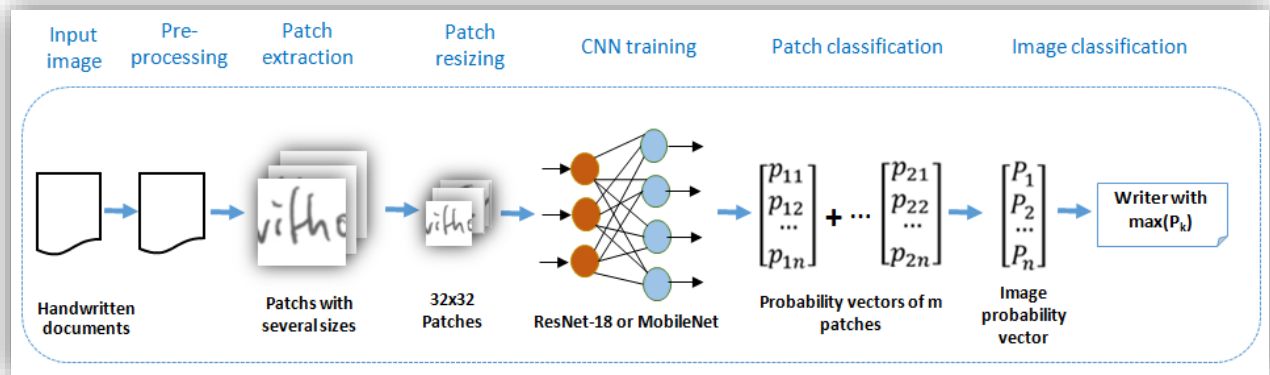 Input
image
Pre-
processing
Patch
extraction
Patch
resizing
CNN training
Patch classification
Image classification
vitho
vitho
p₁₁
p₁₂
...
p₁ₙ
+ ...
p₂₁
p₂₂
...
p₂ₙ
P₁
P₂
...
Pₙ
Writer with
max(Pₖ)
Handwritten
documents
Patchs with
several sizes
32x32
Patches
ResNet-18 or MobileNet
Probability vectors of m
patches
Image
probability
vector